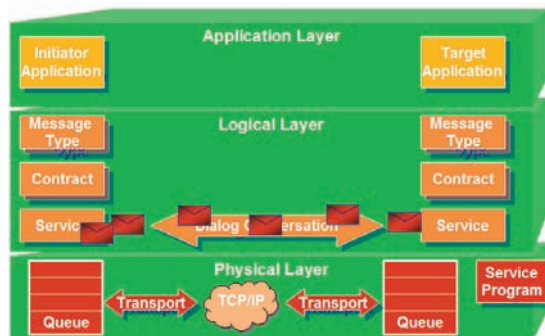 Application Layer
Initiator
Application
Target
Application
Logical Layer
Message
Type
Message
Type
Contract
Contract
Service
Dialog
Service
Physical Layer
Queue
Transport
TCP/IP
Transport
Queue
Service
Program